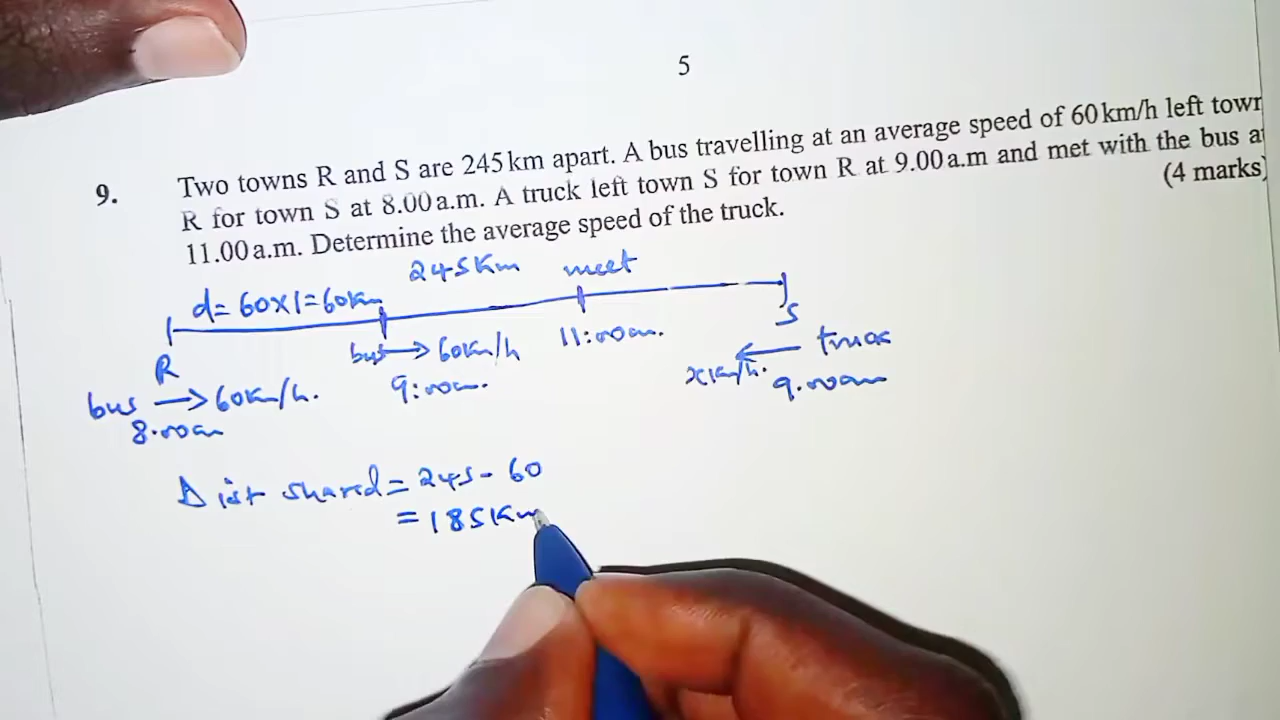 5
9. Two towns R and S are 245 km apart. A bus travelling at an average speed of 60 km/h left town
R for town S at 8.00 a.m. A truck left town S for town R at 9.00 a.m and met with the bus at
11.00 a.m. Determine the average speed of the truck. (4 marks)
245Km meet
d= 60x1=60Km
R bus → 60Km/h 11:00am. S
9:00am.
bus → 60Km/h.
8.00am
← truck
xKm/h. 9.00am
Dist shared = 245 - 60
= 185Km